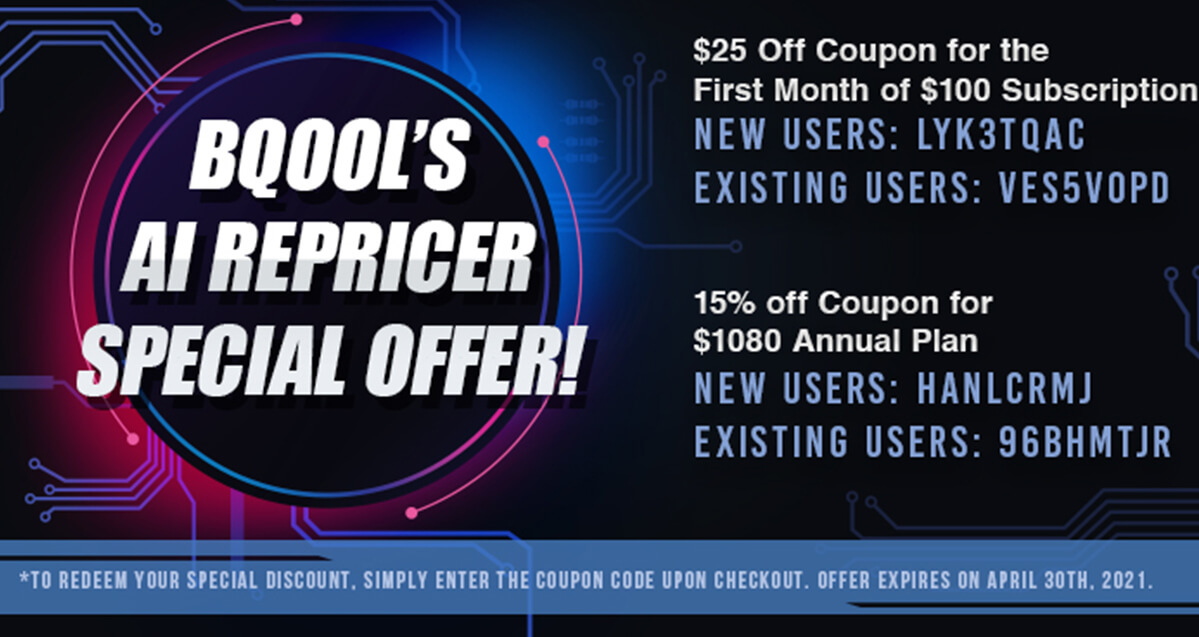 BQOOL'S
AI REPRICER
SPECIAL OFFER!
$25 Off Coupon for the
First Month of $100 Subscription
NEW USERS: LYK3TQAC
EXISTING USERS: VES5VOPD
15% off Coupon for
$1080 Annual Plan
NEW USERS: HANLCRMJ
EXISTING USERS: 96BHMTJR
*TO REDEEM YOUR SPECIAL DISCOUNT, SIMPLY ENTER THE COUPON CODE UPON CHECKOUT. OFFER EXPIRES ON APRIL 30TH, 2021.